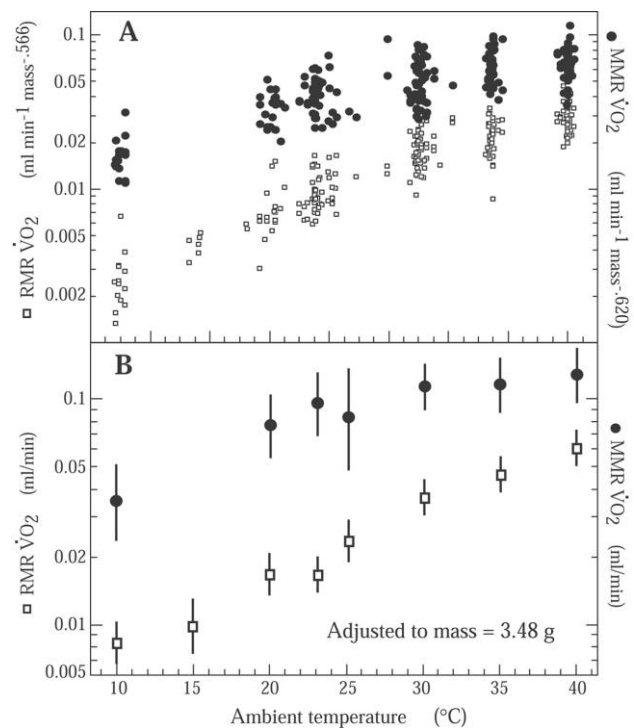 A
0.1
0.05
0.02
0.01
0.005
0.002
RMR V̇O2 (ml min−1 mass−.566)
MMR V̇O2 (ml min−1 mass−.620)
B
0.1
0.05
0.02
0.01
0.005
RMR V̇O2 (ml/min)
MMR V̇O2 (ml/min)
Adjusted to mass = 3.48 g
10 15 20 25 30 35 40
Ambient temperature (°C)